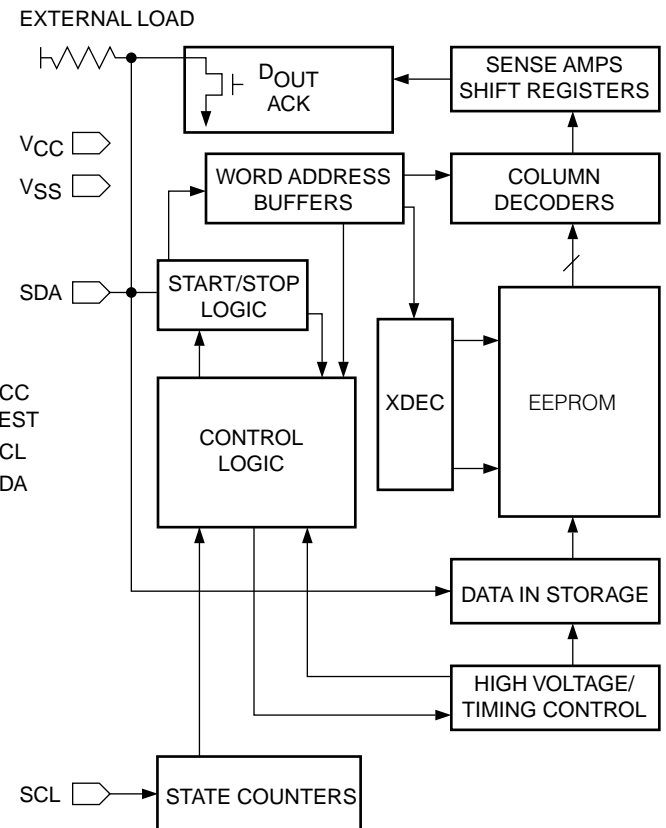 EXTERNAL LOAD
DOUT
ACK
SENSE AMPS
SHIFT REGISTERS
VCC
VSS
WORD ADDRESS
BUFFERS
COLUMN
DECODERS
SDA
START/STOP
LOGIC
XDEC
EEPROM
CC
EST
CL
DA
CONTROL
LOGIC
DATA IN STORAGE
HIGH VOLTAGE/
TIMING CONTROL
SCL
STATE COUNTERS